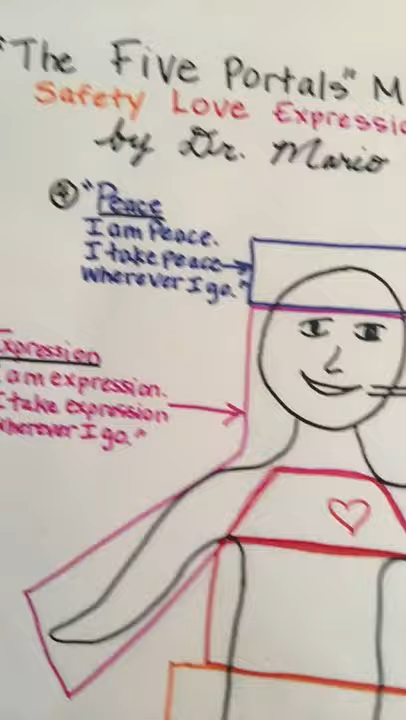 "The Five Portals" M
Safety Love Expressio
by Dr. Mario
④ "Peace
I am Peace.
I take peace
wherever I go."
Expression
I am expression.
I take expression
wherever I go."